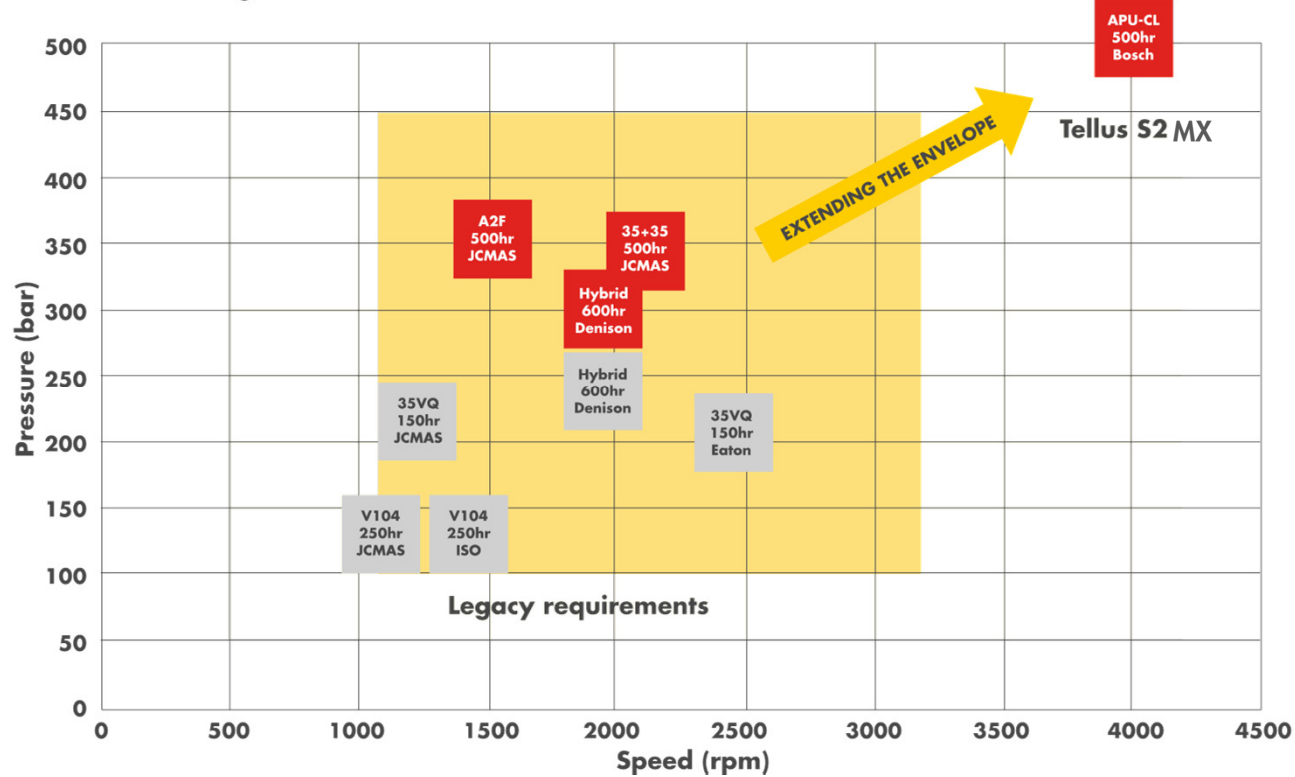 APU-CL
500hr
Bosch
Tellus S2 MX
EXTENDING THE ENVELOPE
A2F
500hr
JCMAS
35+35
500hr
JCMAS
Hybrid
600hr
Denison
Hybrid
600hr
Denison
35VQ
150hr
JCMAS
35VQ
150hr
Eaton
V104
250hr
JCMAS
V104
250hr
ISO
Legacy requirements
Pressure (bar)
500
450
400
350
300
250
200
150
100
50
0
0 500 1000 1500 2000 2500 3000 3500 4000 4500
Speed (rpm)